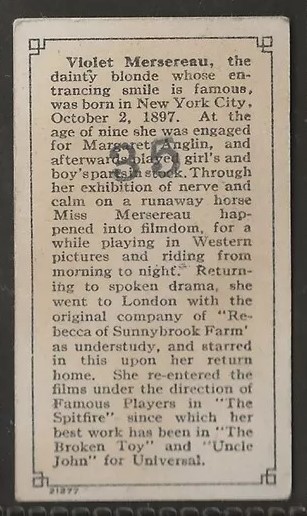 Violet Mersereau, the
dainty blonde whose en-
trancing smile is famous,
was born in New York City,
October 2, 1897. At the
age of nine she was engaged
for Margaret Anglin, and
afterwards played girl's and
boy's parts in stock. Through
her exhibition of nerve and
calm on a runaway horse
Miss Mersereau hap-
pened into filmdom, for a
while playing in Western
pictures and riding from
morning to night. Return-
ing to spoken drama, she
went to London with the
original company of "Re-
becca of Sunnybrook Farm'
as understudy, and starred
in this upon her return
home. She re-entered the
films under the direction of
Famous Players in "The
Spitfire" since which her
best work has been in "The
Broken Toy" and "Uncle
John" for Universal.
35
21277